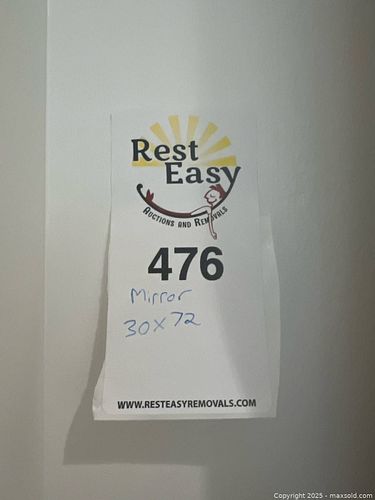 Rest
Easy
AUCTIONS AND REMOVALS
476
Mirror
30x72
WWW.RESTEASYREMOVALS.COM
Copyright 2025 - maxsold.com